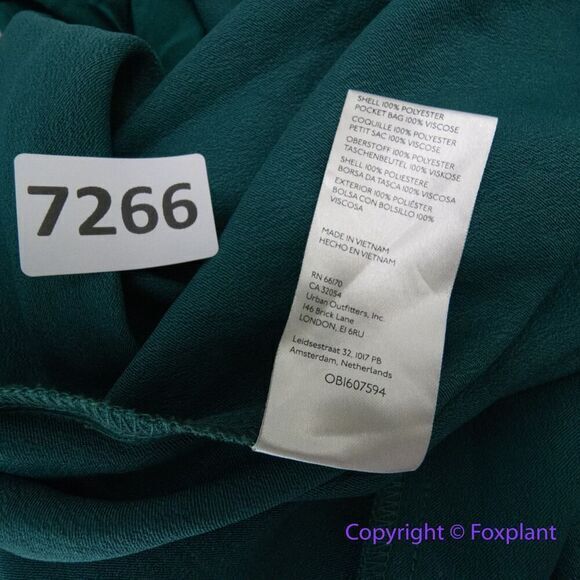 7266
SHELL 100% POLYESTER
POCKET BAG 100% VISCOSE
COQUILLE 100% POLYESTER
PETIT SAC 100% VISCOSE
OBERSTOFF 100% POLYESTER
TASCHENBEUTEL 100% VISKOSE
SHELL 100% POLIESTERE
BORSA DA TASCA 100% VISCOSA
EXTERIOR 100% POLIÉSTER
BOLSA CON BOLSILLO 100%
VISCOSA
MADE IN VIETNAM
HECHO EN VIETNAM
RN 66170
CA 32054
Urban Outfitters, Inc.
146 Brick Lane
LONDON, E1 6RU
Leidsestraat 32, 1017 PB
Amsterdam, Netherlands
OB1607594
Copyright © Foxplant